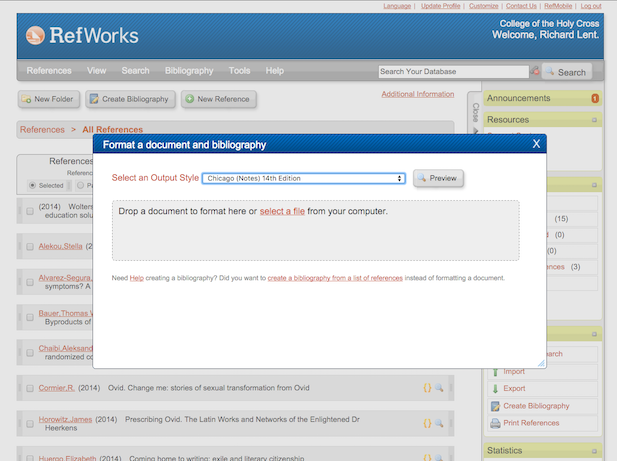 Language | Update Profile | Customize | Contact Us | RefMobile | Log out
RefWorks
College of the Holy Cross
Welcome, Richard Lent.
References View Search Bibliography Tools Help
Search Your Database
Search
New Folder
Create Bibliography
New Reference
Additional Information
Close
Announcements
1
Resources
References > All References
Format a document and bibliography
X
References
Selected
Select an Output Style
Chicago (Notes) 14th Edition
Preview
(2014) Wolters
education solu
Drop a document to format here or select a file from your computer.
(15)
(0)
(0)
ences (3)
Alekou,Stella (2
Need Help creating a bibliography? Did you want to create a bibliography from a list of references instead of formatting a document.
Alvarez-Segura,
symptoms? A
Bauer,Thomas W
Byproducts of
Chaibi,Aleksand
randomized co
arch
Import
Cormier,R. (2014) Ovid. Change me: stories of sexual transformation from Ovid
{}
Export
Create Bibliography
Horowitz,James (2014) Prescribing Ovid. The Latin Works and Networks of the Enlightened Dr
Heerkens
{}
Print References
Statistics
Huergo,Elizabeth (2014) Coming home to writing: exile and literary citizenship